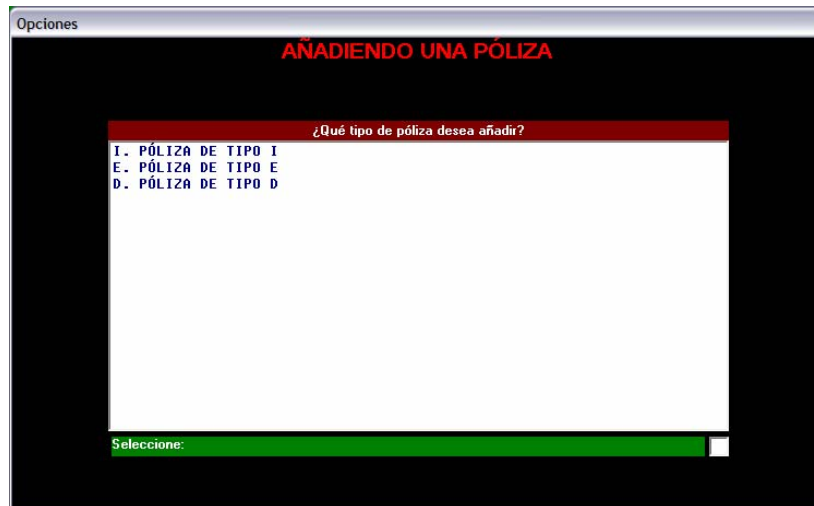 Opciones
AÑADIENDO UNA PÓLIZA
¿Qué tipo de póliza desea añadir?
I. PÓLIZA DE TIPO I
E. PÓLIZA DE TIPO E
D. PÓLIZA DE TIPO D
Seleccione: